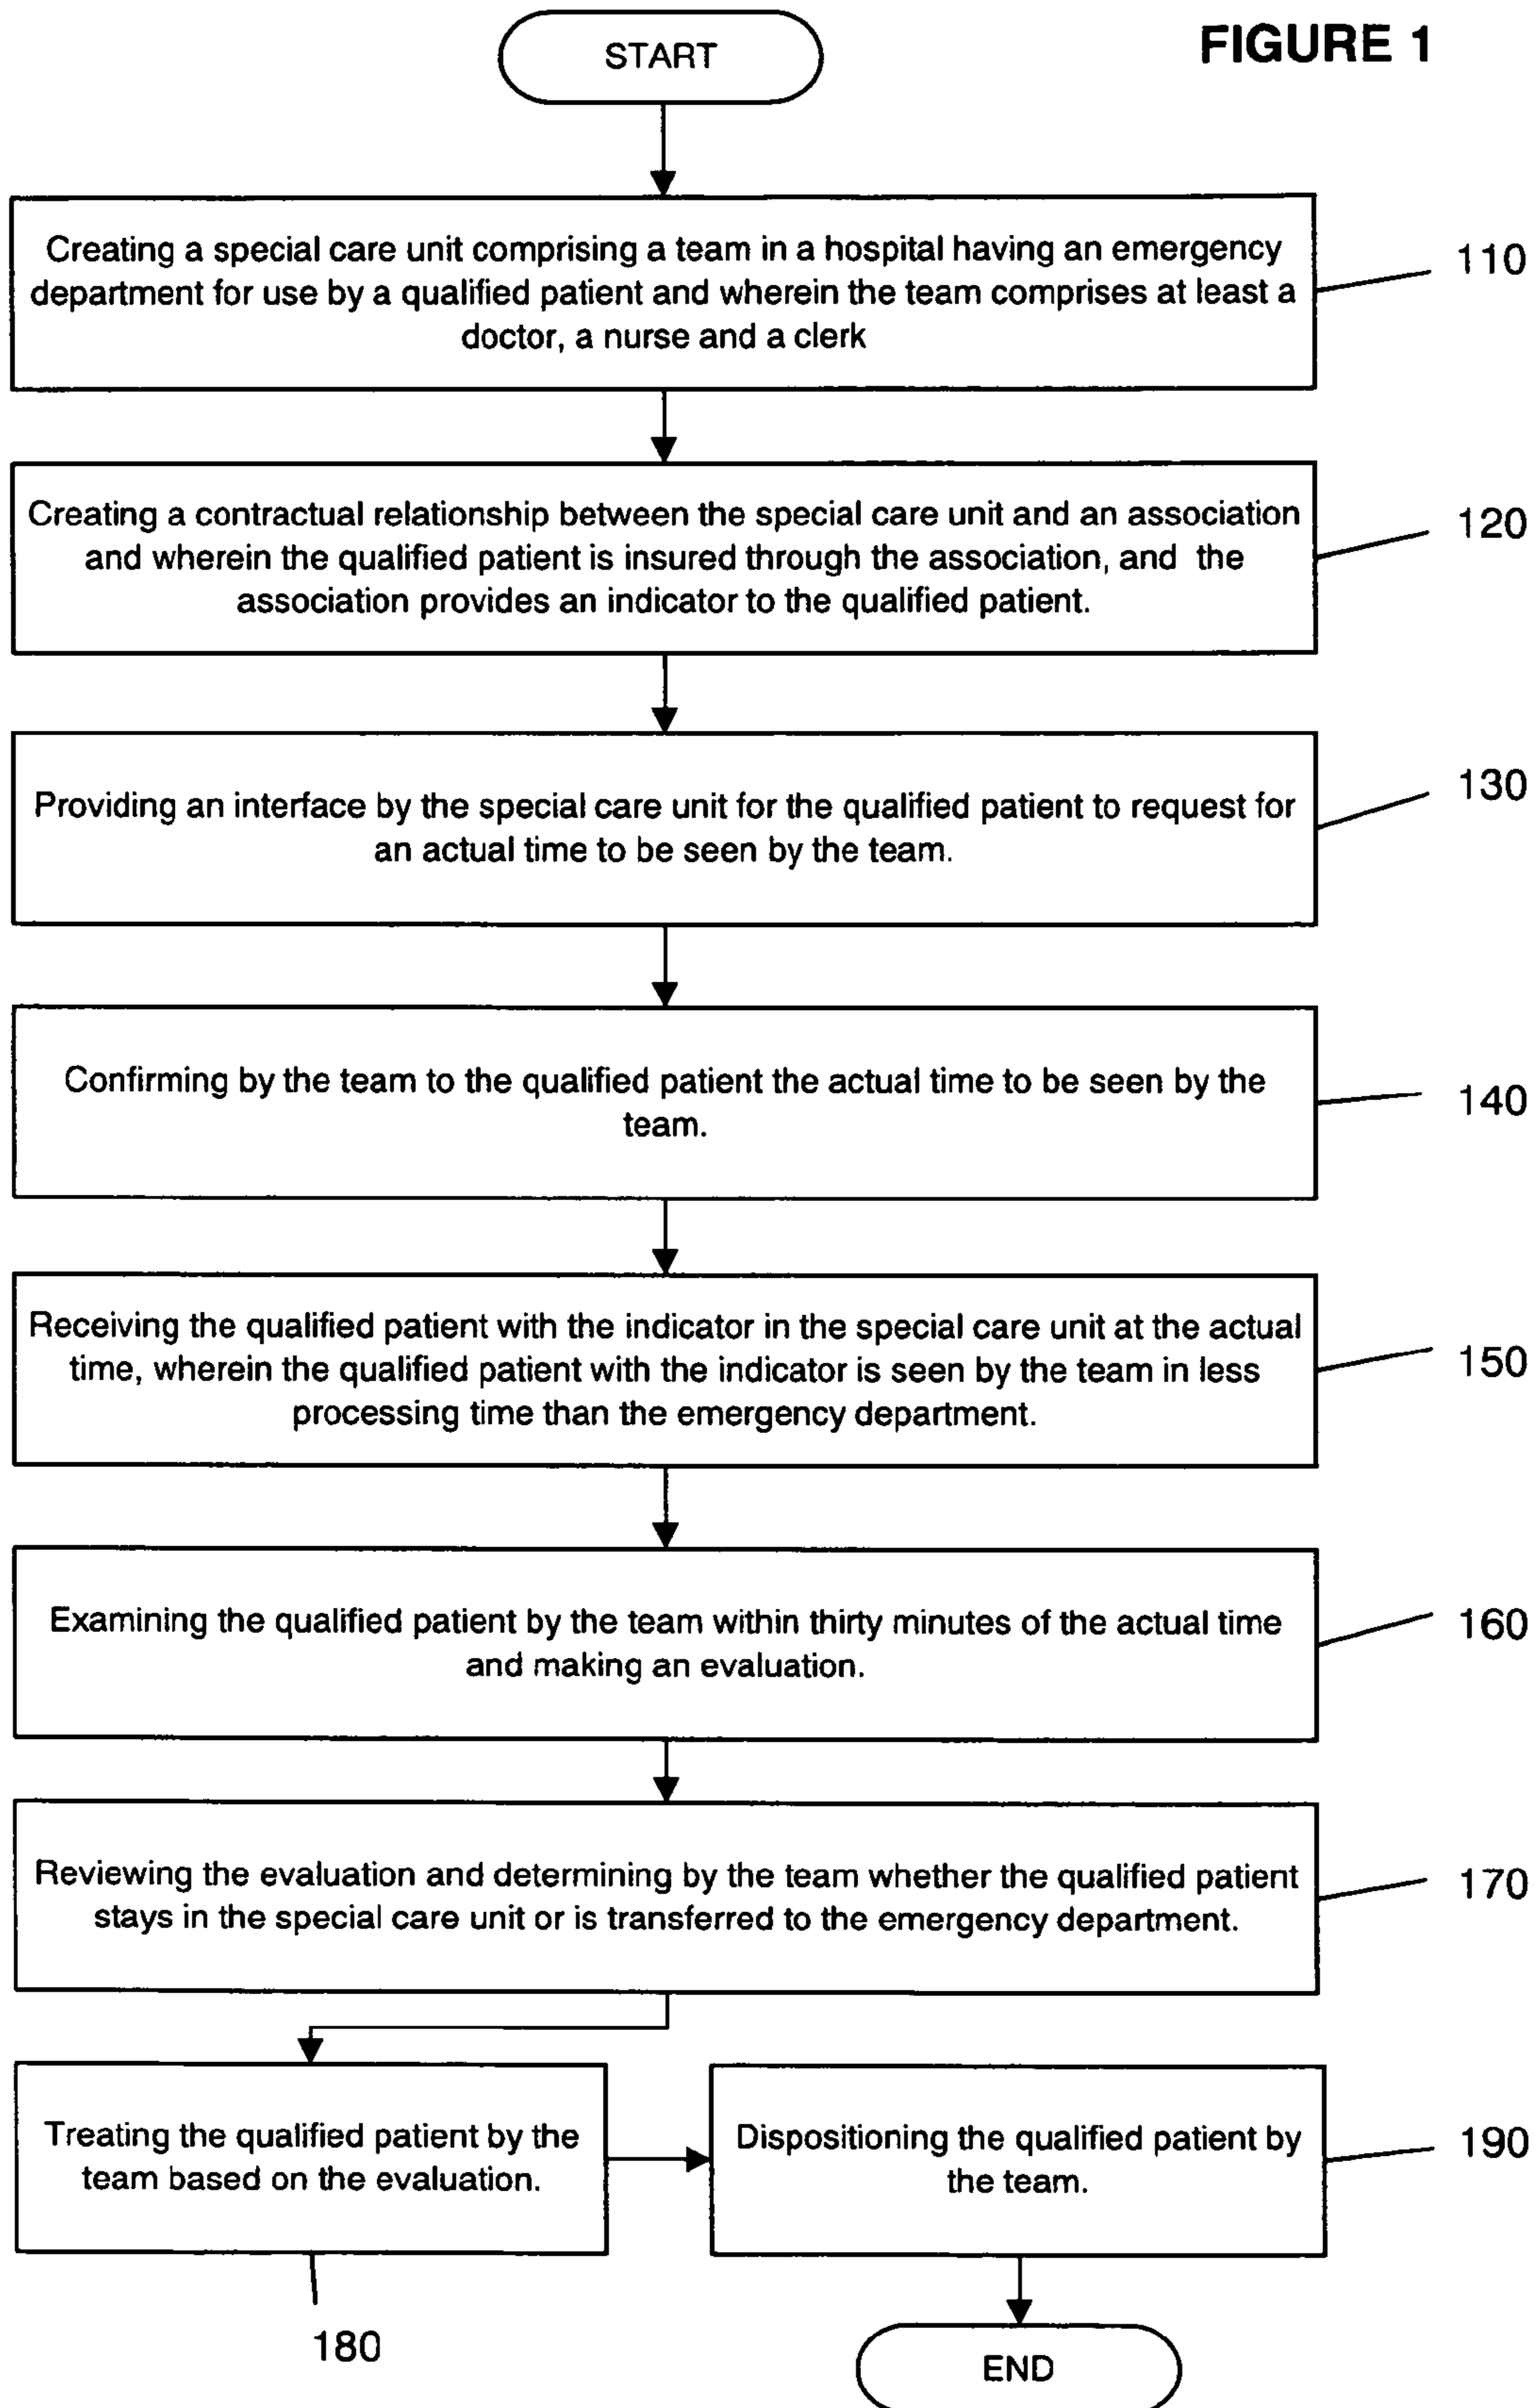 FIGURE 1
START
Creating a special care unit comprising a team in a hospital having an emergency
department for use by a qualified patient and wherein the team comprises at least a
doctor, a nurse and a clerk
110
Creating a contractual relationship between the special care unit and an association
and wherein the qualified patient is insured through the association, and the
association provides an indicator to the qualified patient.
120
Providing an interface by the special care unit for the qualified patient to request for
an actual time to be seen by the team.
130
Confirming by the team to the qualified patient the actual time to be seen by the
team.
140
Receiving the qualified patient with the indicator in the special care unit at the actual
time, wherein the qualified patient with the indicator is seen by the team in less
processing time than the emergency department.
150
Examining the qualified patient by the team within thirty minutes of the actual time
and making an evaluation.
160
Reviewing the evaluation and determining by the team whether the qualified patient
stays in the special care unit or is transferred to the emergency department.
170
Treating the qualified patient by the
team based on the evaluation.
180
Dispositioning the qualified patient by
the team.
190
END